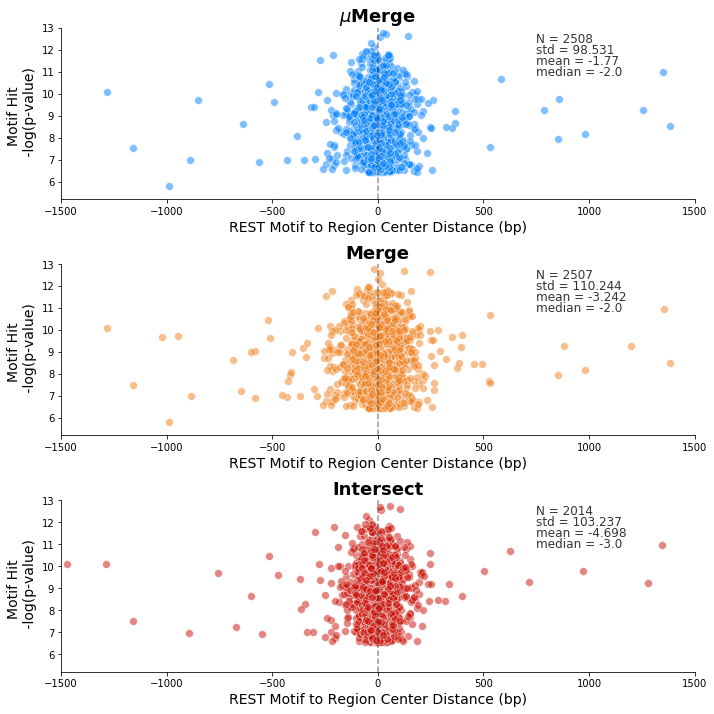 μMerge
N = 2508
std = 98.531
mean = -1.77
median = -2.0
Motif Hit
-log(p-value)
13
12
11
10
9
8
7
6
−1500 −1000 −500 0 500 1000 1500
REST Motif to Region Center Distance (bp)
Merge
N = 2507
std = 110.244
mean = -3.242
median = -2.0
Motif Hit
-log(p-value)
13
12
11
10
9
8
7
6
−1500 −1000 −500 0 500 1000 1500
REST Motif to Region Center Distance (bp)
Intersect
N = 2014
std = 103.237
mean = -4.698
median = -3.0
Motif Hit
-log(p-value)
13
12
11
10
9
8
7
6
−1500 −1000 −500 0 500 1000 1500
REST Motif to Region Center Distance (bp)